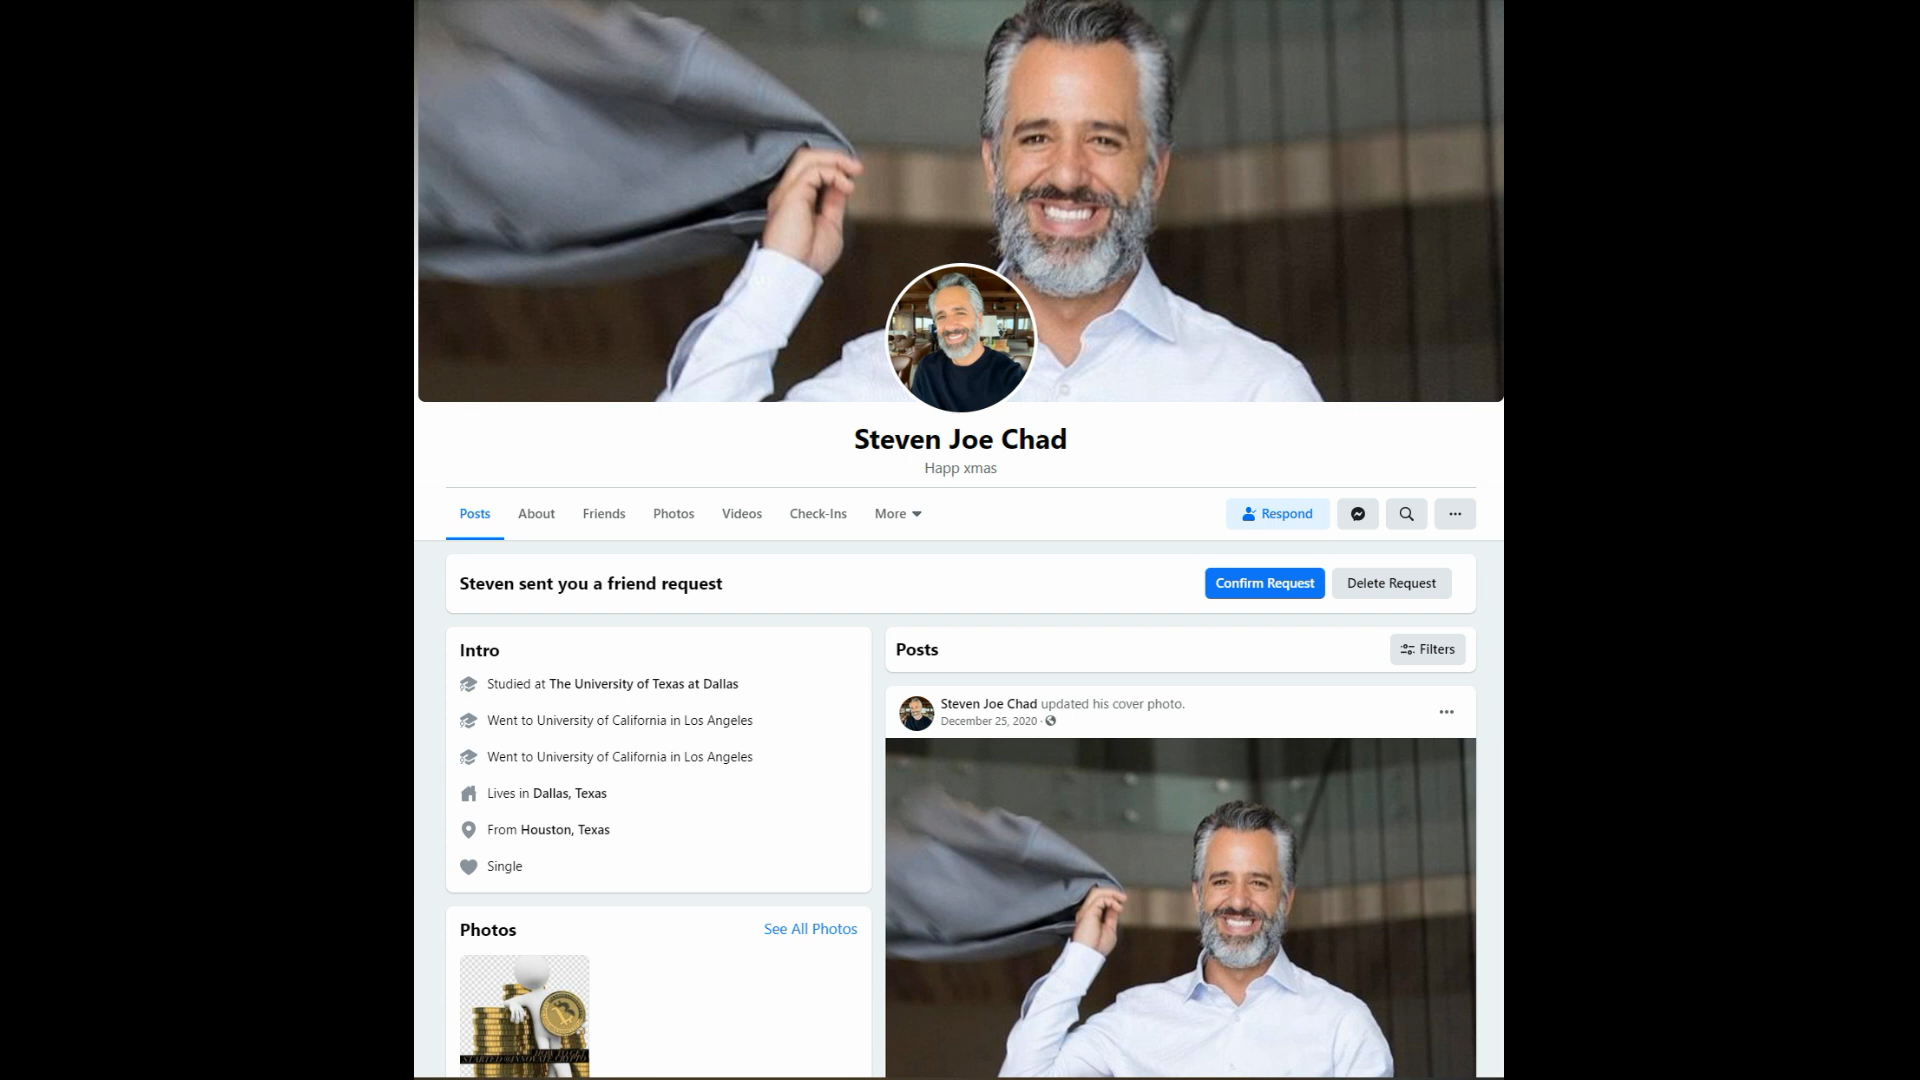 Steven Joe Chad
Happ xmas
Posts
About
Friends
Photos
Videos
Check-Ins
More
Respond
Steven sent you a friend request
Confirm Request
Delete Request
Intro
Studied at The University of Texas at Dallas
Went to University of California in Los Angeles
Went to University of California in Los Angeles
Lives in Dallas, Texas
From Houston, Texas
Single
Photos
See All Photos
Posts
Filters
Steven Joe Chad updated his cover photo.
December 25, 2020 ·